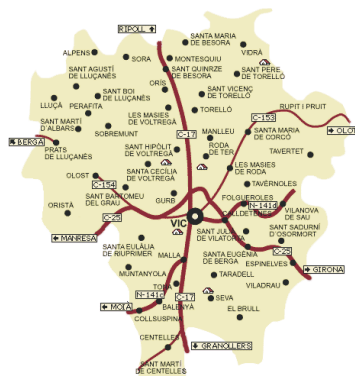 RIPOLL
ALPENS
SORA
SANTA MARIA
DE BESORA
MONTESQUIU
VIDRÀ
SANT AGUSTÍ
DE LLUÇANÈS
SANT QUINZE
DE BESORA
SANT PERE
DE TORELLÓ
ORÍS
LLUÇÀ
SANT BOI
DE LLUÇANÈS
SANT VICENÇ
DE TORELLÓ
PERAFITA
LES MASIES
DE VOLTREGÀ
TORELLÓ
C-153
RUPIT I PRUIT
SANT MARTÍ
D'ALBARS
SOBREMUNT
C-17
MANLLEU
SANTA MARIA
DE CORCÓ
OLOT
BERGA
PRATS
DE LLUÇANÈS
SANT HIPÒLIT
DE VOLTREGÀ
RODA
DE TER
TAVERTET
OLOST
SANTA CECÍLIA
DE VOLTREGÀ
LES MASIES
DE RODA
C-154
SANT BARTOMEU
DEL GRAU
GURB
TAVÈRNOLES
ORISTÀ
FOLGUEROLES
N-141d
C-25
VIC
CALLDETENES
VILANOVA
DE SAU
MANRESA
SANT JULIÀ
DE VILATORTA
SANT SADURNÍ
D'OSORMORT
SANTA EULÀLIA
DE RIUPRIMER
MALLA
SANTA EUGÈNIA
DE BERGA
C-25
ESPINELVES
GIRONA
MUNTANYOLA
TARADELL
TONA
VILADRAU
N-141c
C-17
MOIÀ
BALENYÀ
SEVA
COLLSUSPINA
EL BRULL
CENTELLES
GRANOLLERS
SANT MARTÍ
DE CENTELLES